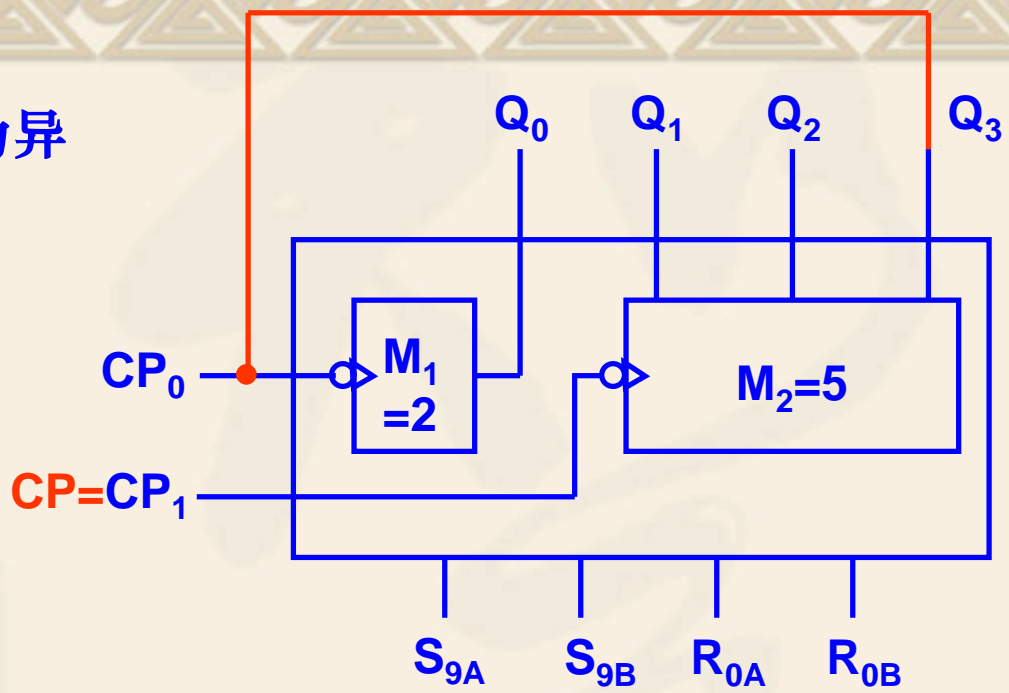 异
Q₀ Q₁ Q₂ Q₃
CP₀
M₁
=2
M₂=5
CP=CP₁
S₉A S₉B R₀A R₀B